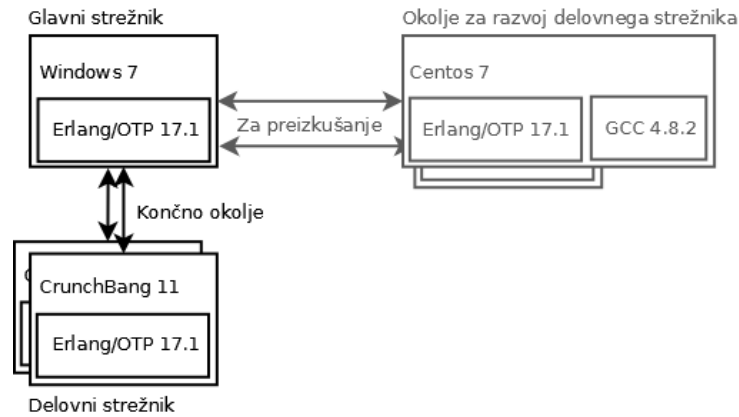 Glavni strežnik
Okolje za razvoj delovnega strežnika
Windows 7
Centos 7
Erlang/OTP 17.1
Za preizkušanje
Erlang/OTP 17.1
GCC 4.8.2
Končno okolje
CrunchBang 11
Erlang/OTP 17.1
Delovni strežnik